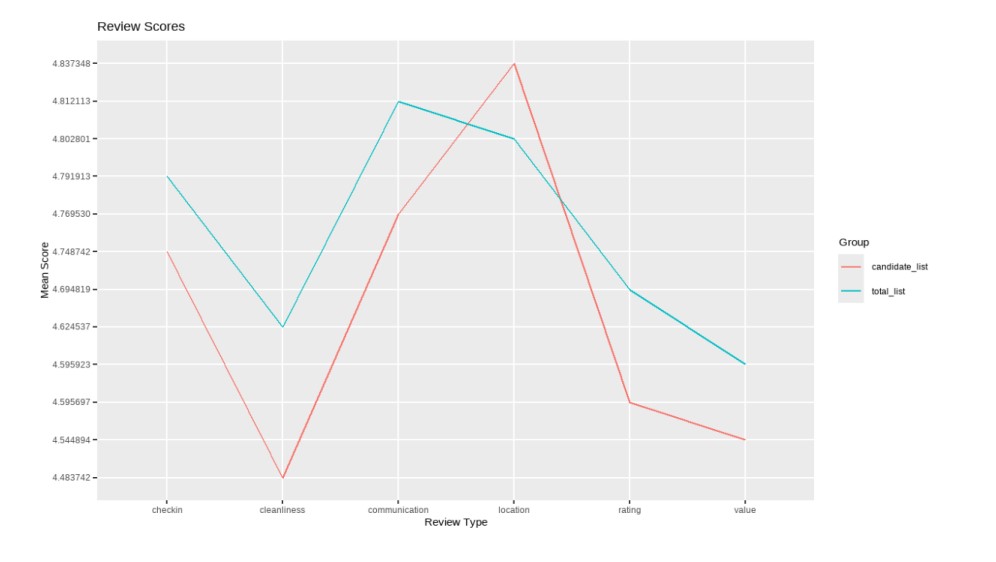 Review Scores
4.837348
4.812113
4.802801
4.791913
4.769530
4.748742
4.694819
4.624537
4.595923
4.595697
4.544894
4.483742
Mean Score
checkin cleanliness communication location rating value
Review Type
Group
candidate_list
total_list